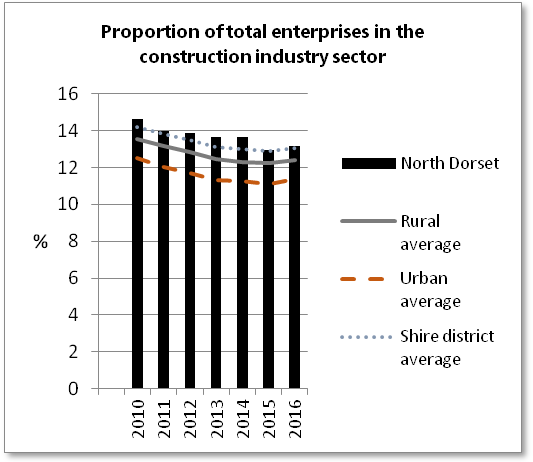 Proportion of total enterprises in the
construction industry sector
16
14
12
10
8
6
4
2
0
%
2010
2011
2012
2013
2014
2015
2016
North Dorset
Rural
average
Urban
average
Shire district
average